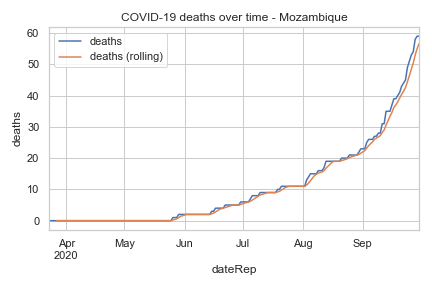 COVID-19 deaths over time - Mozambique
deaths
deaths (rolling)
60
50
40
30
20
10
0
deaths
Apr
2020
May
Jun
Jul
Aug
Sep
dateRep